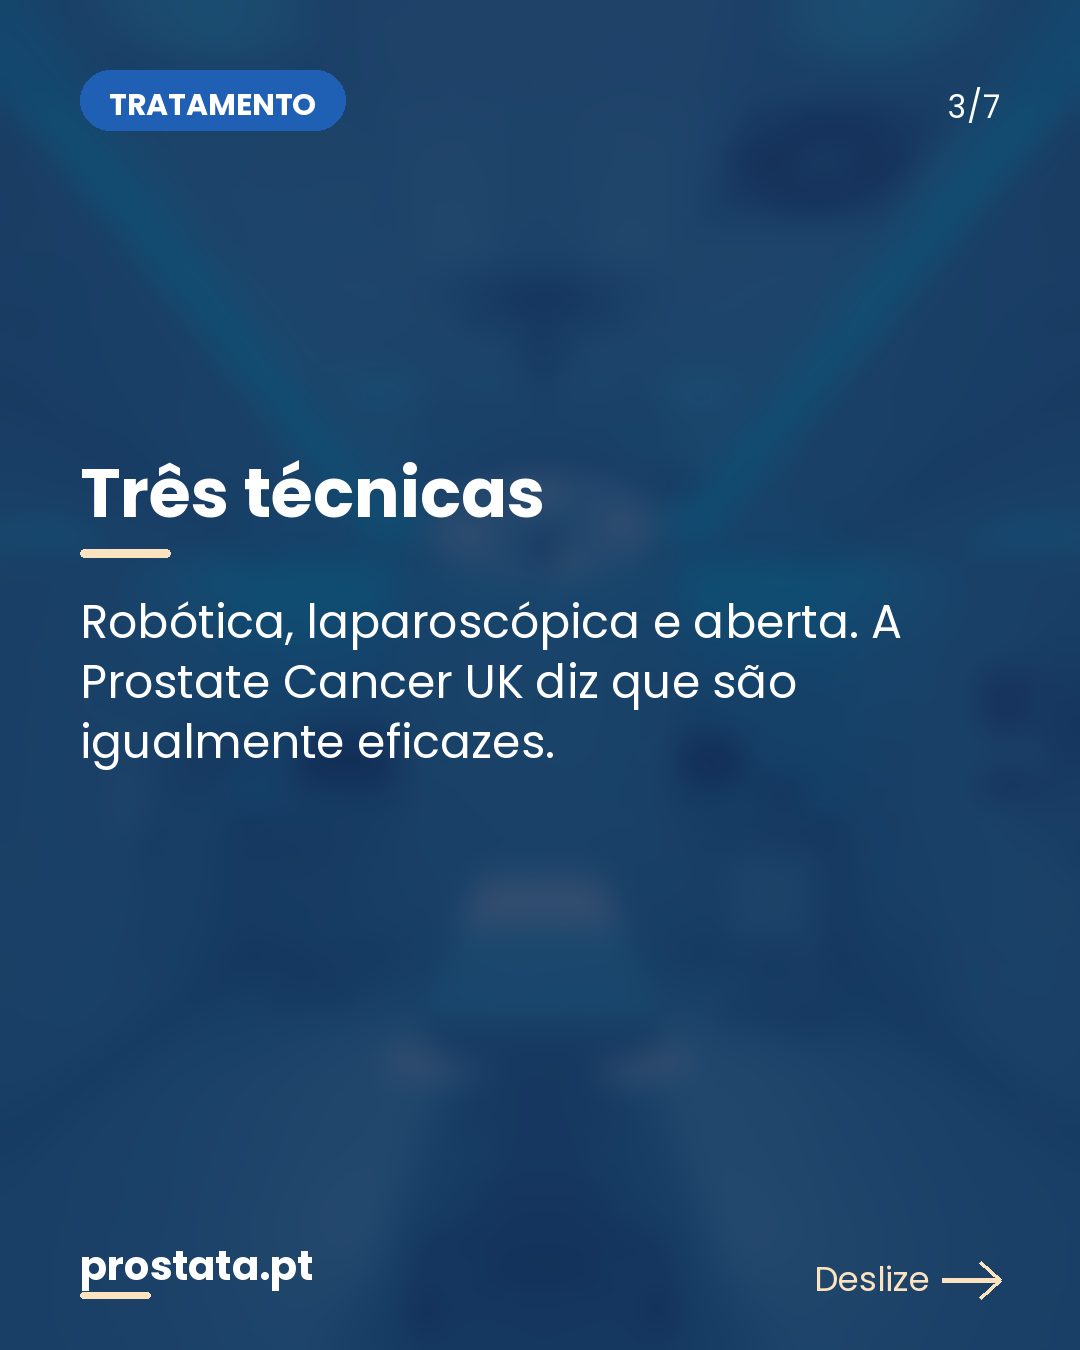 TRATAMENTO
3/7
Três técnicas
Robótica, laparoscópica e aberta. A
Prostate Cancer UK diz que são
igualmente eficazes.
prostata.pt
Deslize